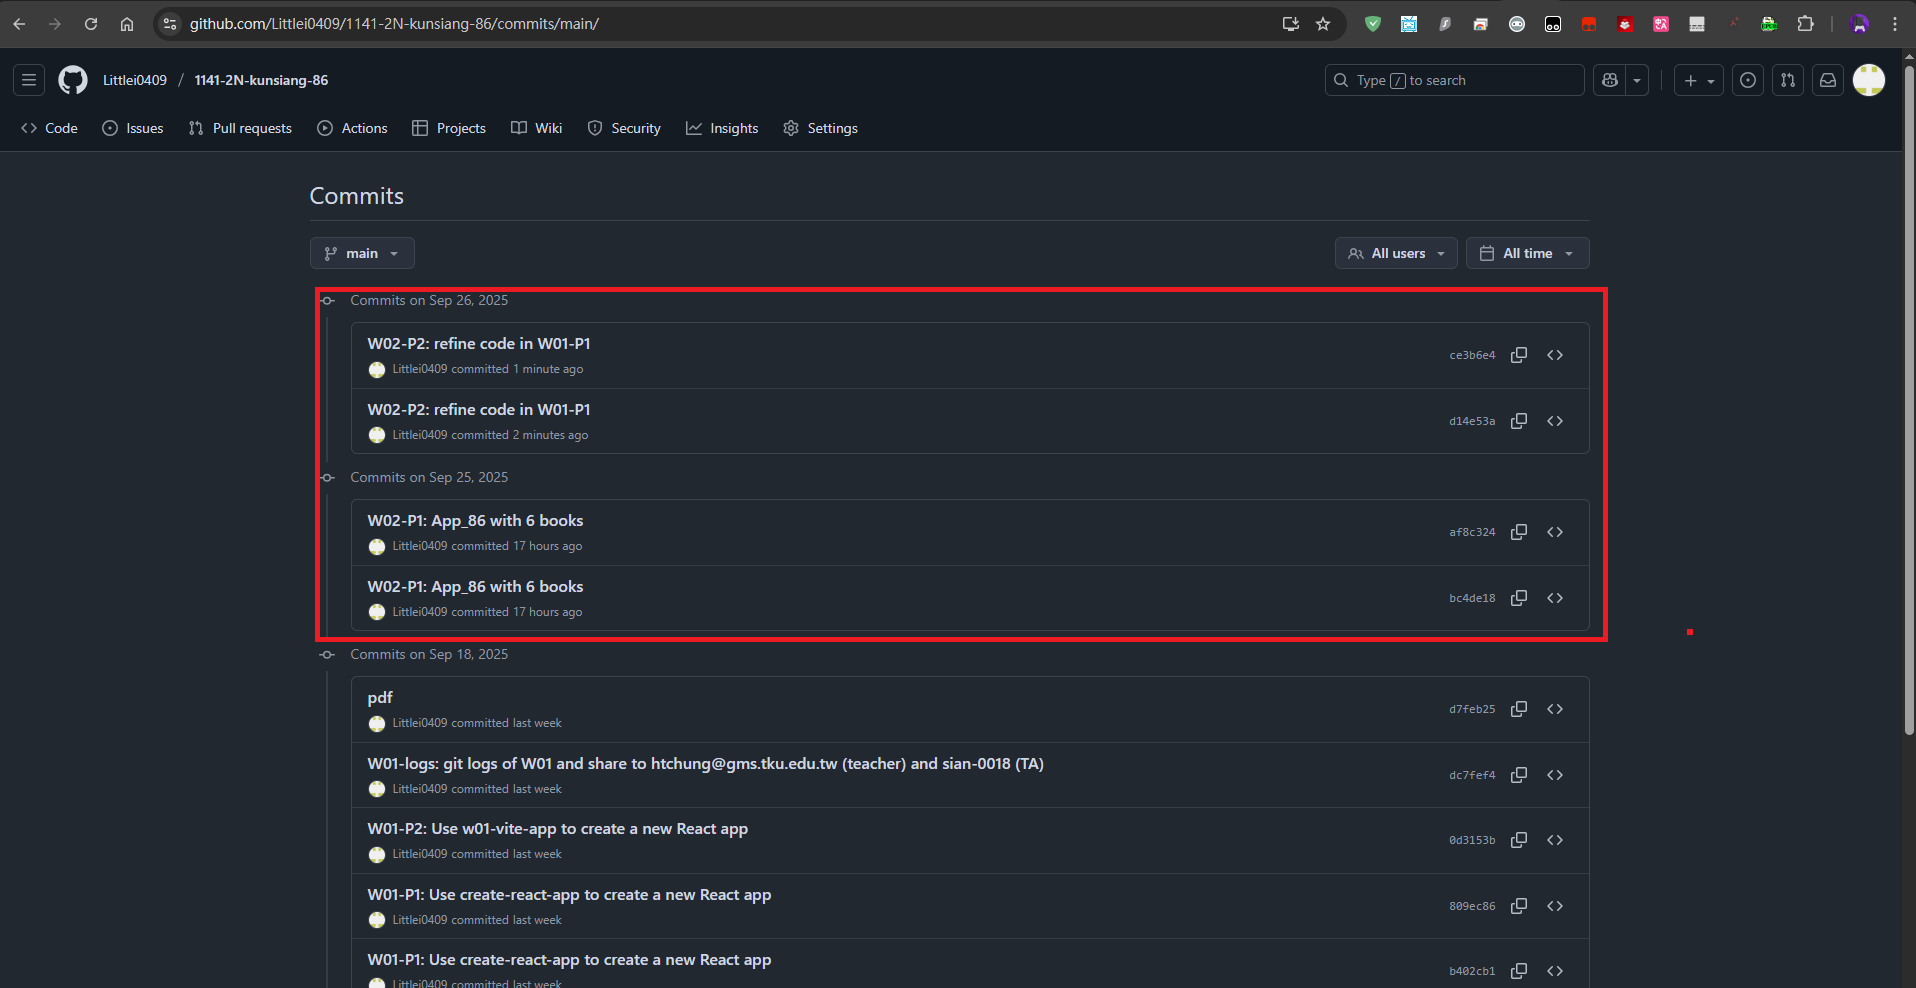 github.com/Littlei0409/1141-2N-kunsiang-86/commits/main/
Littlei0409 / 1141-2N-kunsiang-86
Type / to search
Code Issues Pull requests Actions Projects Wiki Security Insights Settings
Commits
main All users All time
Commits on Sep 26, 2025
W02-P2: refine code in W01-P1
ce3b6e4
Littlei0409 committed 1 minute ago
W02-P2: refine code in W01-P1
d14e53a
Littlei0409 committed 2 minutes ago
Commits on Sep 25, 2025
W02-P1: App_86 with 6 books
af8c324
Littlei0409 committed 17 hours ago
W02-P1: App_86 with 6 books
bc4de18
Littlei0409 committed 17 hours ago
Commits on Sep 18, 2025
pdf
d7feb25
Littlei0409 committed last week
W01-logs: git logs of W01 and share to htchung@gms.tku.edu.tw (teacher) and sian-0018 (TA)
dc7fef4
Littlei0409 committed last week
W01-P2: Use w01-vite-app to create a new React app
0d3153b
Littlei0409 committed last week
W01-P1: Use create-react-app to create a new React app
809ec86
Littlei0409 committed last week
W01-P1: Use create-react-app to create a new React app
b402cb1
Littlei0409 committed last week